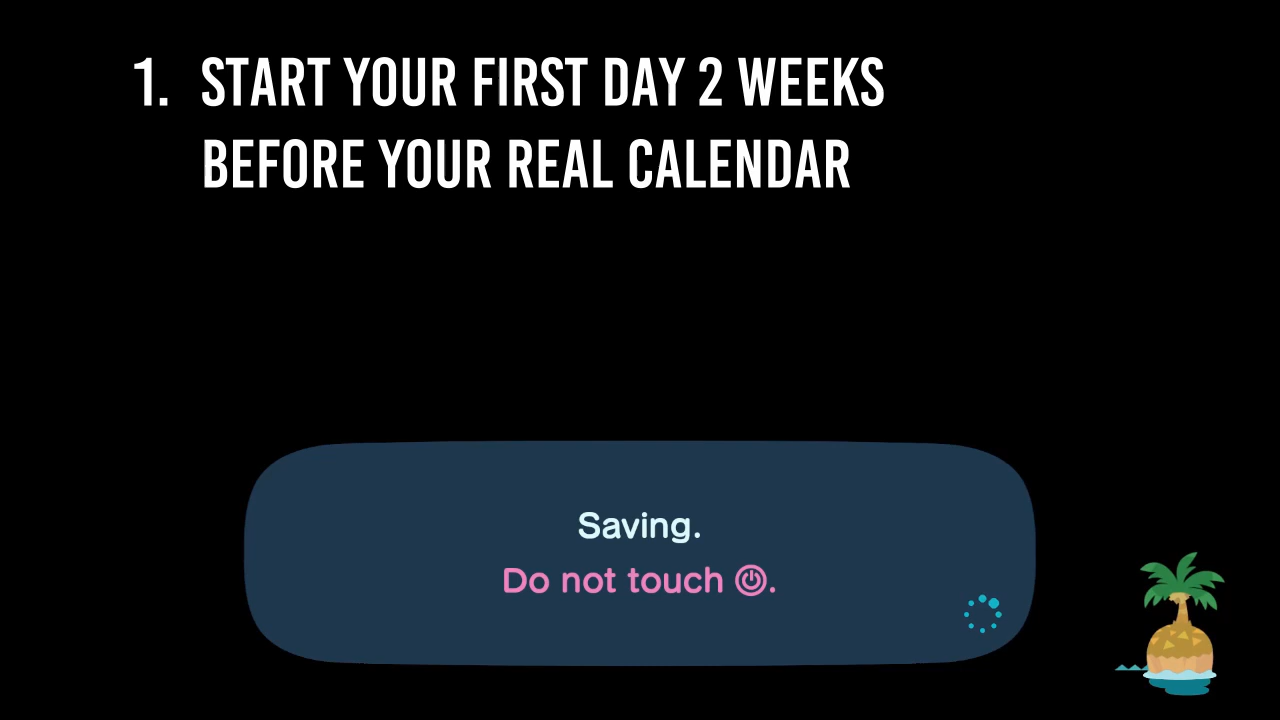 1. START YOUR FIRST DAY 2 WEEKS
BEFORE YOUR REAL CALENDAR
Saving.
Do not touch ⏻.